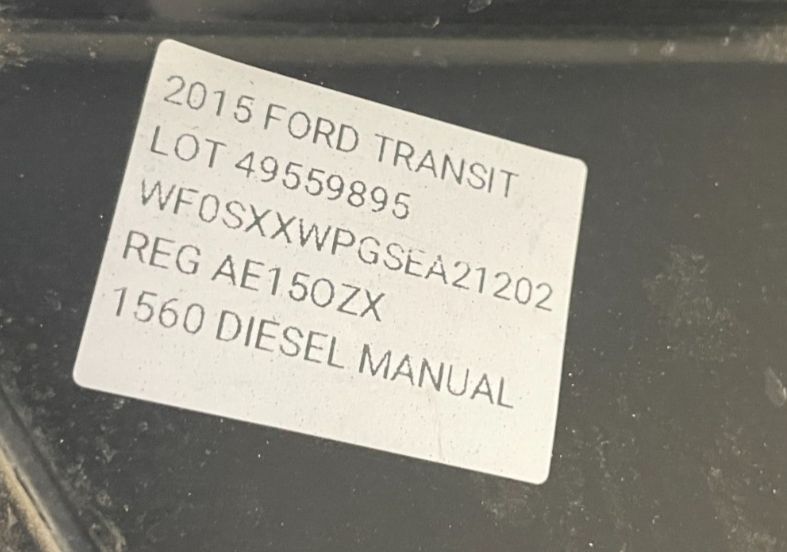 2015 FORD TRANSIT
LOT 49559895
WF0SXXWPGSEA21202
REG AE15OZX
1560 DIESEL MANUAL